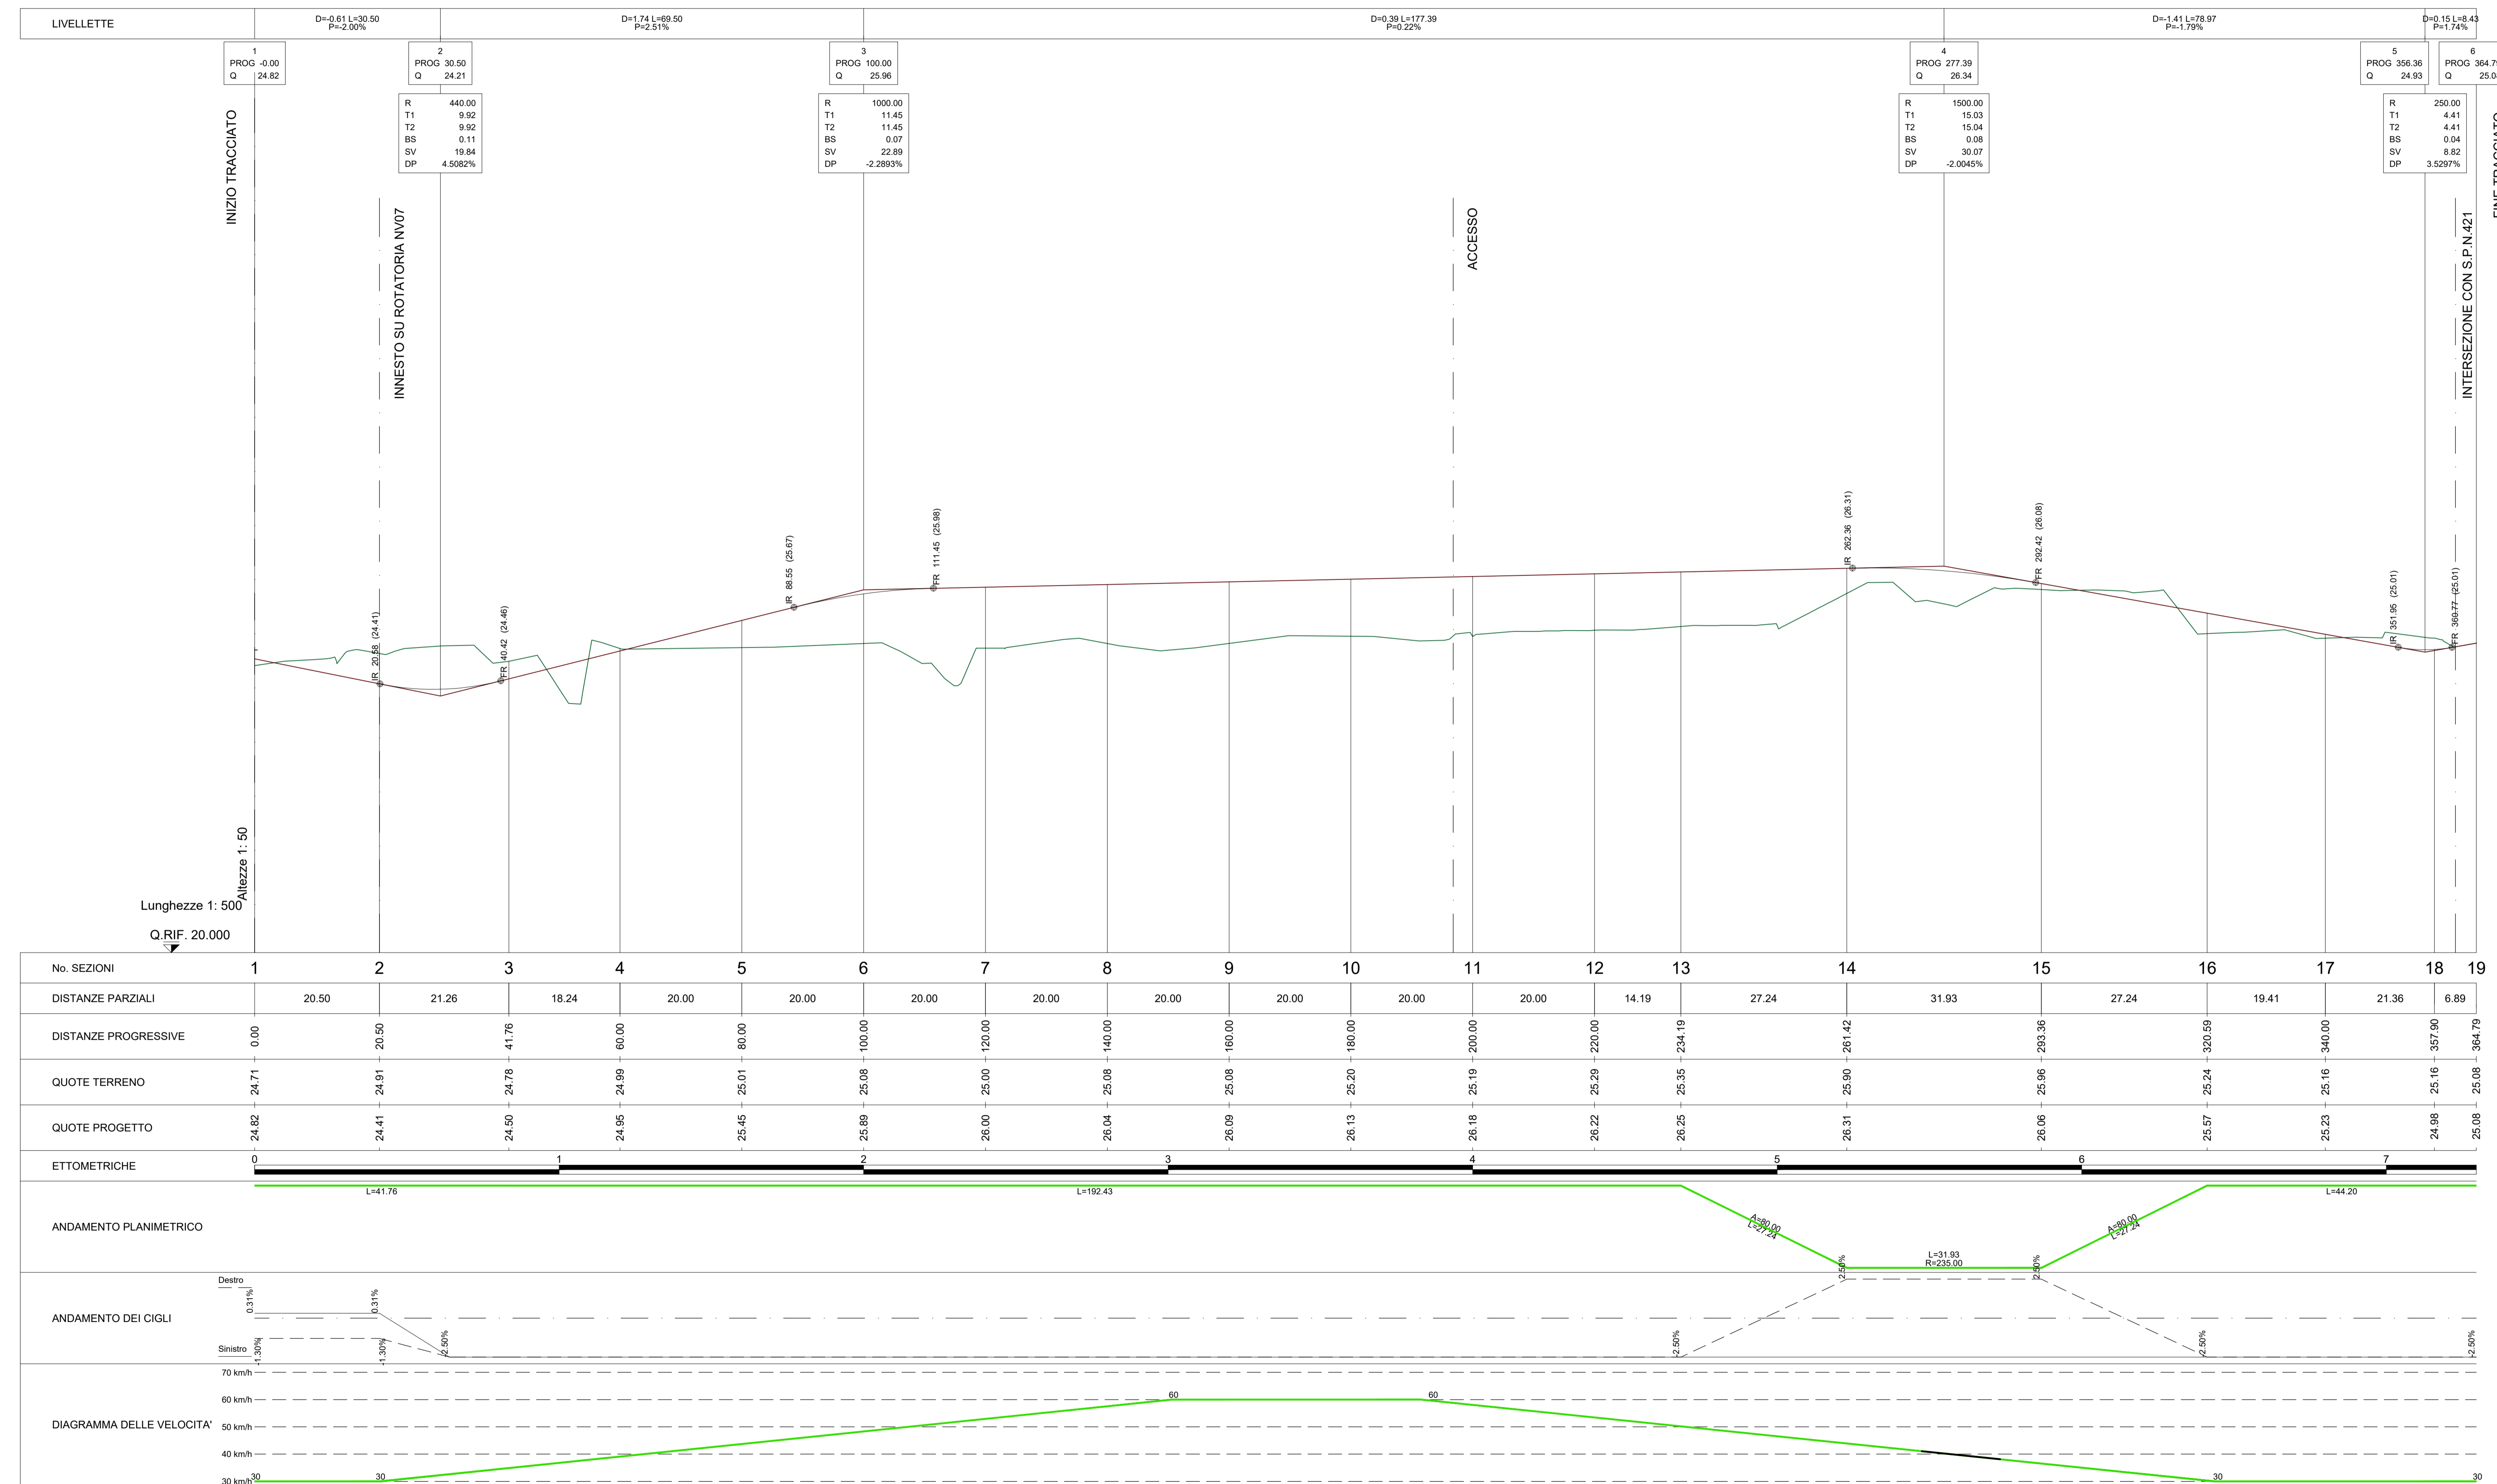 LIVELLETTE
D=-0.61 L=30.50
P=-2.00%
D=1.74 L=69.50
P=2.51%
D=0.39 L=177.39
P=0.22%
D=-1.41 L=78.97
P=-1.79%
D=0.15 L=8.43
P=1.74%
1
PROG -0.00
Q 24.82
2
PROG 30.50
Q 24.21
3
PROG 100.00
Q 25.96
4
PROG 277.39
Q 26.34
5
PROG 356.36
Q 24.93
6
PROG 364.79
Q
R 440.00
T1 9.92
T2 9.92
BS 0.11
SV 19.84
DP 4.5082%
R 1000.00
T1 11.45
T2 11.45
BS 0.07
SV 22.89
DP -2.2893%
R 1500.00
T1 15.03
T2 15.04
BS 0.08
SV 30.07
DP -2.0045%
R 250.00
T1 4.41
T2 4.41
BS 0.04
SV 8.82
DP 3.5297%
INIZIO TRACCIATO
INNESTO SU ROTATORIA NV07
ACCESSO
INTERSEZIONE CON S.P.N.421
IR 20.58 (24.41)
FR 40.42 (24.46)
IR 88.55 (25.67)
FR 111.45 (25.98)
IR 262.36 (26.31)
FR 292.42 (26.08)
IR 351.95 (25.01)
FR 360.77 (25.01)
Altezze 1: 50
Lunghezze 1: 500
Q.RIF. 20.000
No. SEZIONI 1 2 3 4 5 6 7 8 9 10 11 12 13 14 15 16 17 18 19
DISTANZE PARZIALI 20.50 21.26 18.24 20.00 20.00 20.00 20.00 20.00 20.00 20.00 20.00 14.19 27.24 31.93 27.24 19.41 21.36 6.89
DISTANZE PROGRESSIVE 0.00 20.50 41.76 60.00 80.00 100.00 120.00 140.00 160.00 180.00 200.00 220.00 234.19 261.42 293.36 320.59 340.00 357.90 364.79
QUOTE TERRENO 24.71 24.91 24.78 24.99 25.01 25.08 25.00 25.08 25.08 25.20 25.19 25.29 25.35 25.90 25.96 25.24 25.16 25.16 25.08
QUOTE PROGETTO 24.82 24.41 24.50 24.95 25.45 25.89 26.00 26.04 26.09 26.13 26.18 26.22 26.25 26.31 26.06 25.57 25.23 24.98 25.08
ETTOMETRICHE 0 1 2 3 4 5 6 7
ANDAMENTO PLANIMETRICO
L=41.76
L=192.43
A=80.00
L=27.24
L=31.93
R=235.00
A=80.00
L=27.24
L=44.20
ANDAMENTO DEI CIGLI
Destro
Sinistro
0.31%
0.31%
-1.30%
-1.30%
-2.50%
-2.50%
2.50%
2.50%
-2.50%
-2.50%
DIAGRAMMA DELLE VELOCITA'
70 km/h
60 km/h
50 km/h
40 km/h
30 km/h
30 30 60 60 30 30